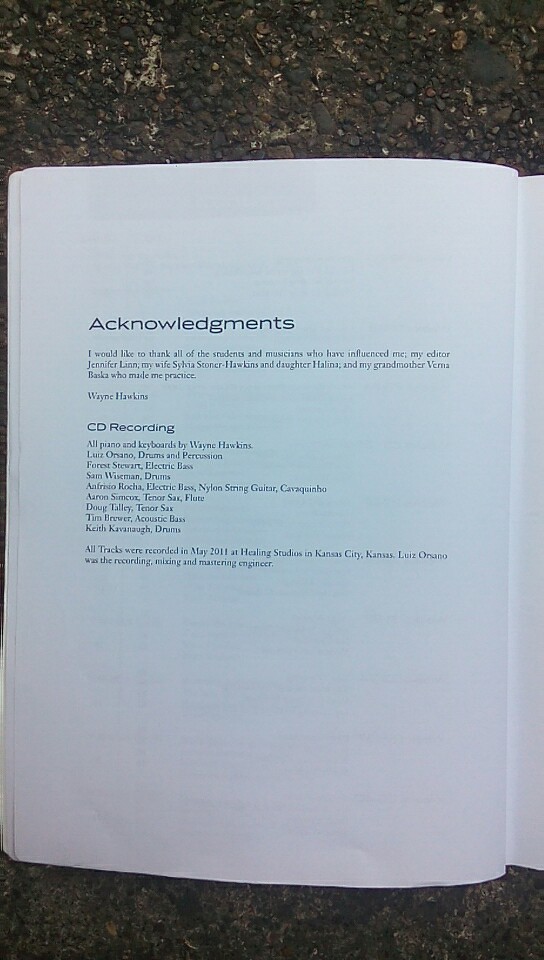 Acknowledgments
I would like to thank all of the students and musicians who have influenced me; my editor
Jennifer Linn; my wife Sylvia Stoner-Hawkins and daughter Halina; and my grandmother Verna
Baska who made me practice.
Wayne Hawkins
CD Recording
All piano and keyboards by Wayne Hawkins.
Luiz Orsano, Drums and Percussion
Forest Stewart, Electric Bass
Sam Wiseman, Drums
Anfrisio Rocha, Electric Bass, Nylon String Guitar, Cavaquinho
Aaron Simcox, Tenor Sax, Flute
Doug Talley, Tenor Sax
Tim Brewer, Acoustic Bass
Keith Kavanaugh, Drums
All Tracks were recorded in May 2011 at Healing Studios in Kansas City, Kansas. Luiz Orsano
was the recording, mixing and mastering engineer.